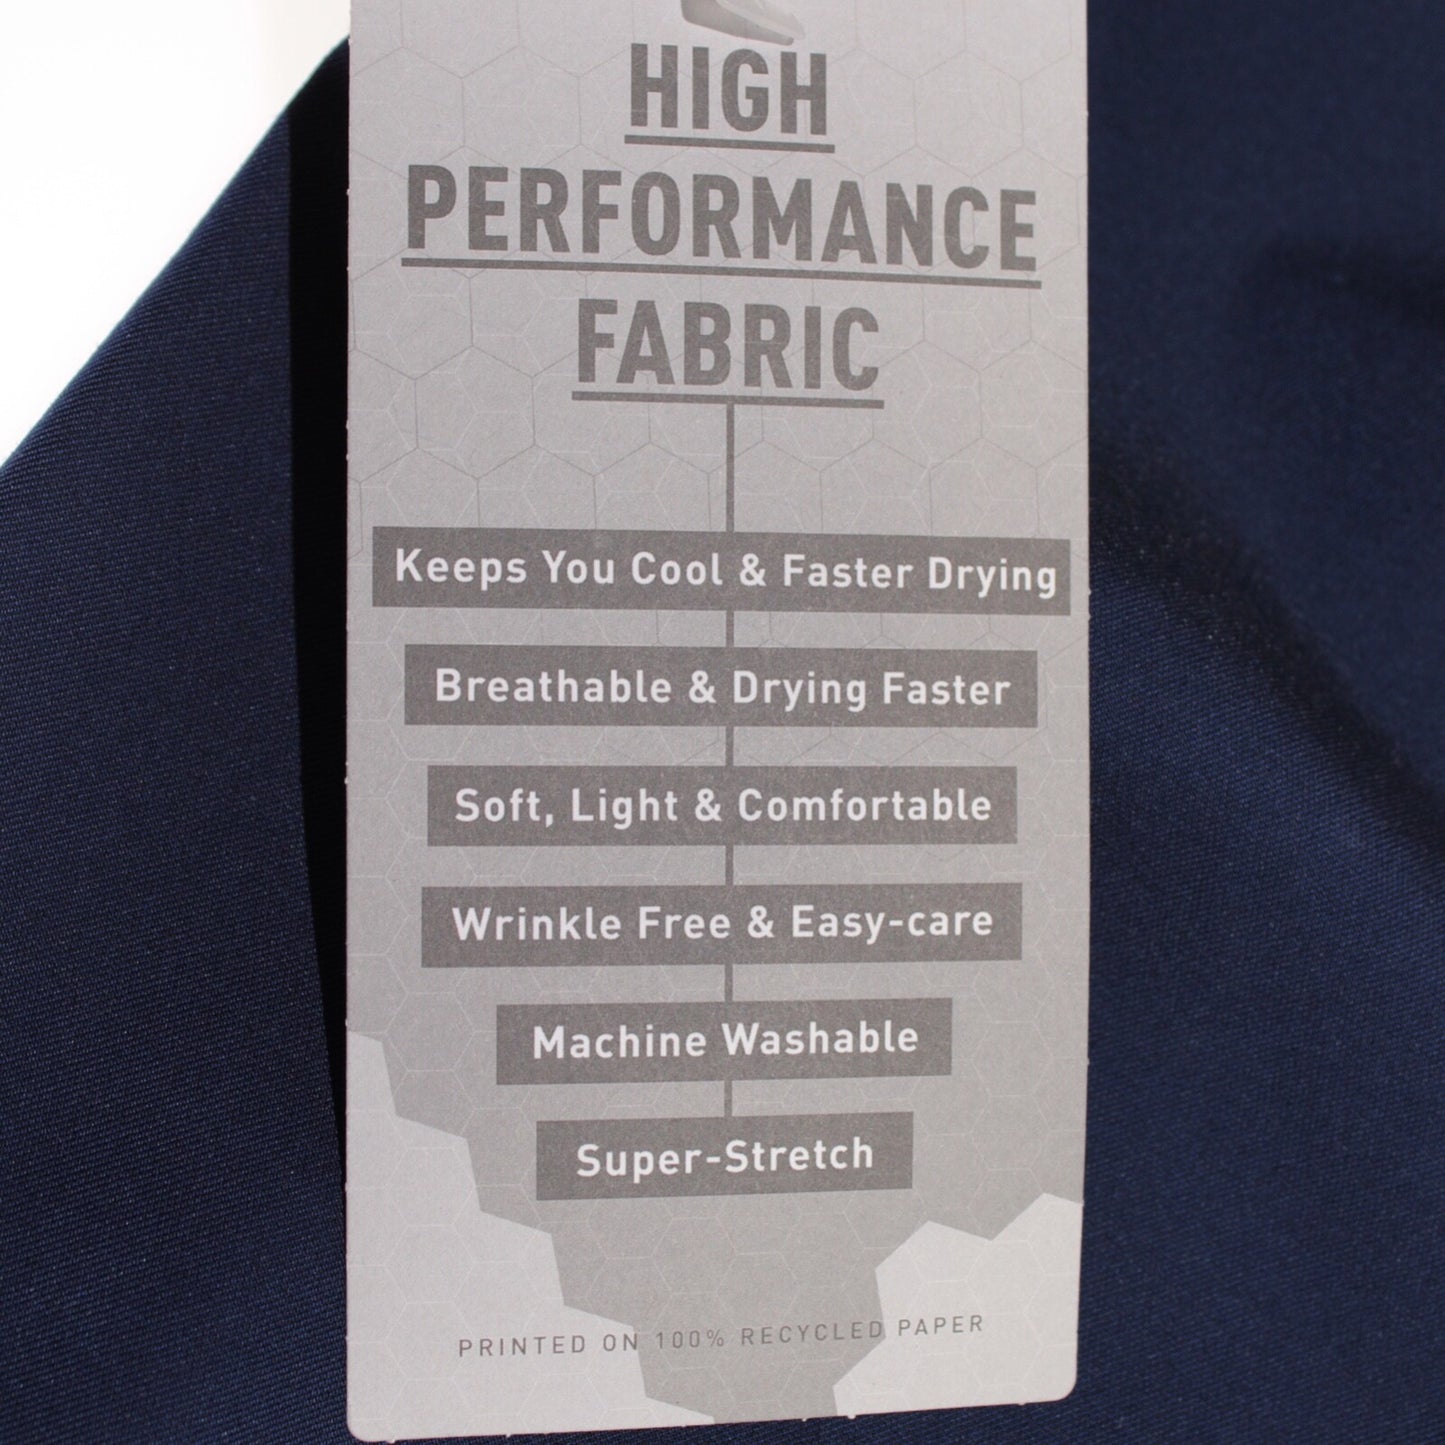 HIGH
PERFORMANCE
FABRIC
Keeps You Cool & Faster Drying
Breathable & Drying Faster
Soft, Light & Comfortable
Wrinkle Free & Easy-care
Machine Washable
Super-Stretch
PRINTED ON 100% RECYCLED PAPER